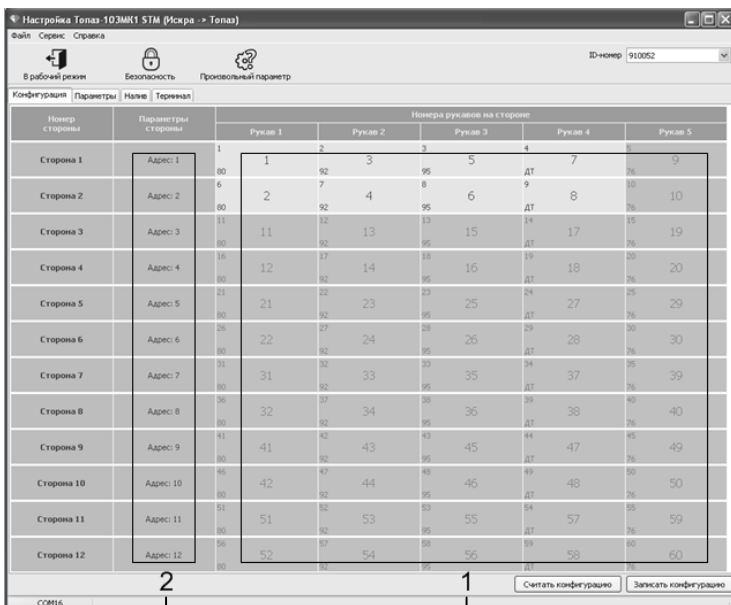 Настройка Топаз-103МК1 STM (Искра -> Топаз)
Файл Сервис Справка
В рабочий режим Безопасность Произвольный параметр ID-номер 910052
Конфигурация Параметры Налив Терминал
Номер стороны Параметры стороны Номера рукавов на стороне
Рукав 1 Рукав 2 Рукав 3 Рукав 4 Рукав 5
1 2 3 4 5
Сторона 1 Адрес: 1 1 3 5 7 9
80 92 95 ДТ 76
6 7 8 9 10
Сторона 2 Адрес: 2 2 4 6 8 10
80 92 95 ДТ 76
11 12 13 14 15
Сторона 3 Адрес: 3 11 13 15 17 19
80 92 95 ДТ 76
16 17 18 19 20
Сторона 4 Адрес: 4 12 14 16 18 20
80 92 95 ДТ 76
21 22 23 24 25
Сторона 5 Адрес: 5 21 23 25 27 29
80 92 95 ДТ 76
26 27 28 29 30
Сторона 6 Адрес: 6 22 24 26 28 30
80 92 95 ДТ 76
31 32 33 34 35
Сторона 7 Адрес: 7 31 33 35 37 39
80 92 95 ДТ 76
36 37 38 39 40
Сторона 8 Адрес: 8 32 34 36 38 40
80 92 95 ДТ 76
41 42 43 44 45
Сторона 9 Адрес: 9 41 43 45 47 49
80 92 95 ДТ 76
46 47 48 49 50
Сторона 10 Адрес: 10 42 44 46 48 50
80 92 95 ДТ 76
51 52 53 54 55
Сторона 11 Адрес: 11 51 53 55 57 59
80 92 95 ДТ 76
56 57 58 59 60
Сторона 12 Адрес: 12 52 54 56 58 60
80 92 95 ДТ 76
2 1 Считать конфигурацию Записать конфигурацию
COM16